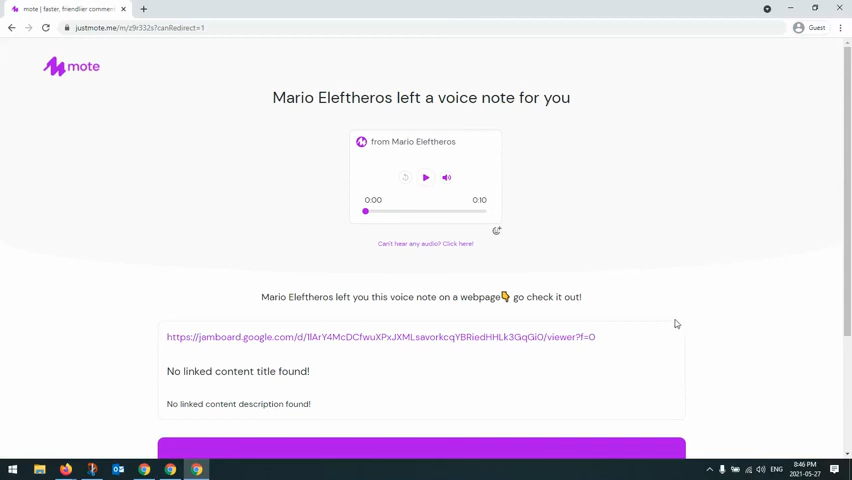 mote | faster, friendlier commen
justmote.me/m/z9r332s?canRedirect=1
Guest
mote
Mario Eleftheros left a voice note for you
from Mario Eleftheros
0:00
0:10
Can't hear any audio? Click here!
Mario Eleftheros left you this voice note on a webpage👇 go check it out!
https://jamboard.google.com/d/1lArY4McDCfwuXPxJXMLsavorkcqYBRiedHHLk3GqGi0/viewer?f=0
No linked content title found!
No linked content description found!
ENG
8:46 PM
2021-05-27